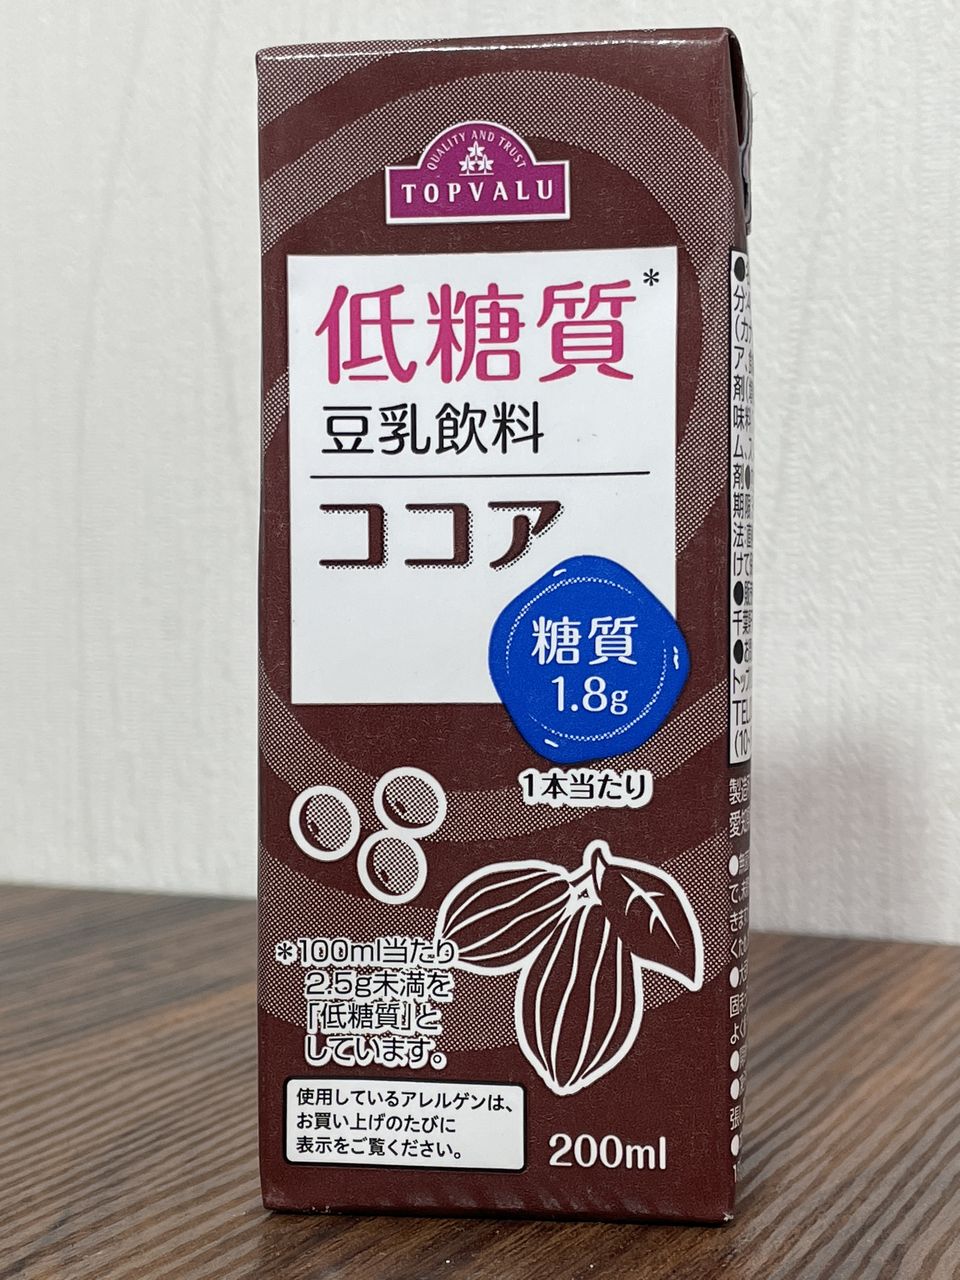 QUALITY AND TRUST
TOPVALU
低糖質*
豆乳飲料
ココア
糖質
1.8g
1本当たり
*100ml当たり
2.5g未満を
「低糖質」と
しています。
使用しているアレルゲンは、
お買い上げのたびに
表示をご覧ください。
200ml